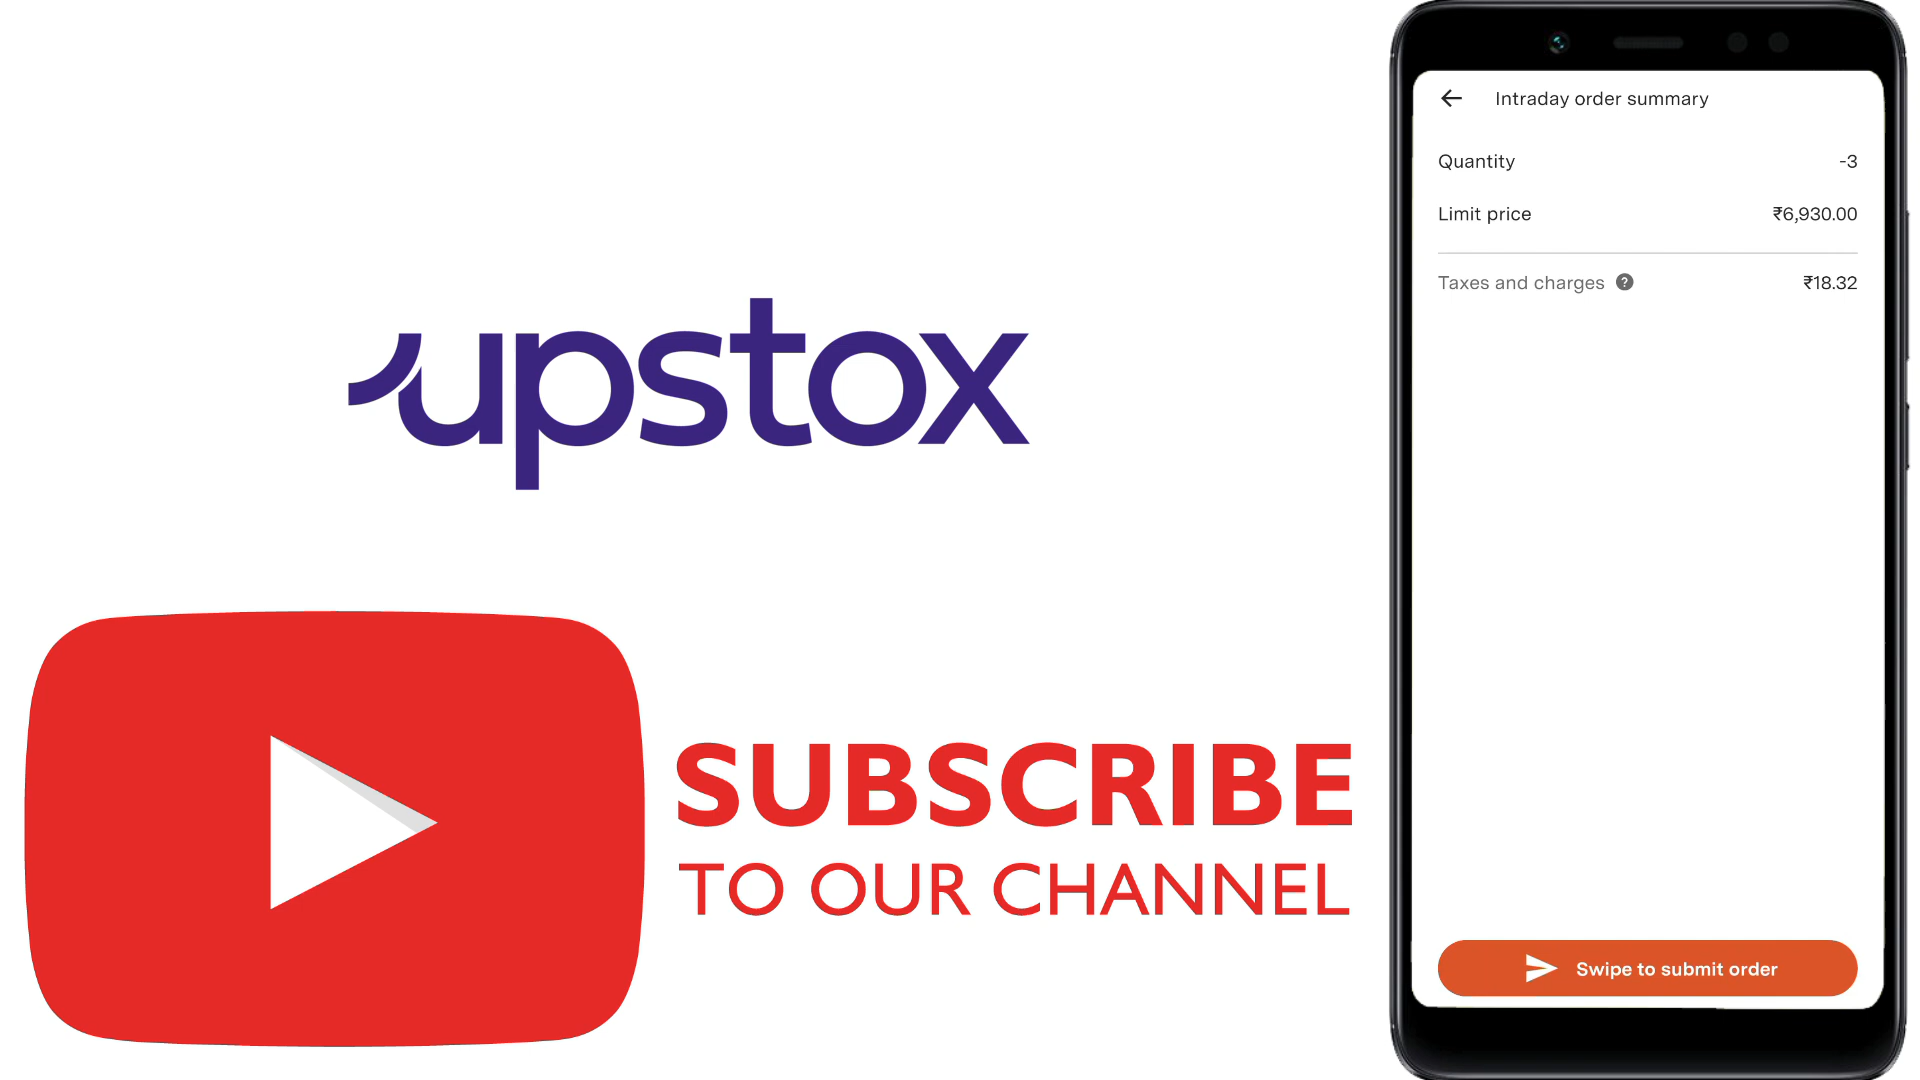 upstox
SUBSCRIBE
TO OUR CHANNEL
Intraday order summary
Quantity -3
Limit price ₹6,930.00
Taxes and charges ? ₹18.32
Swipe to submit order